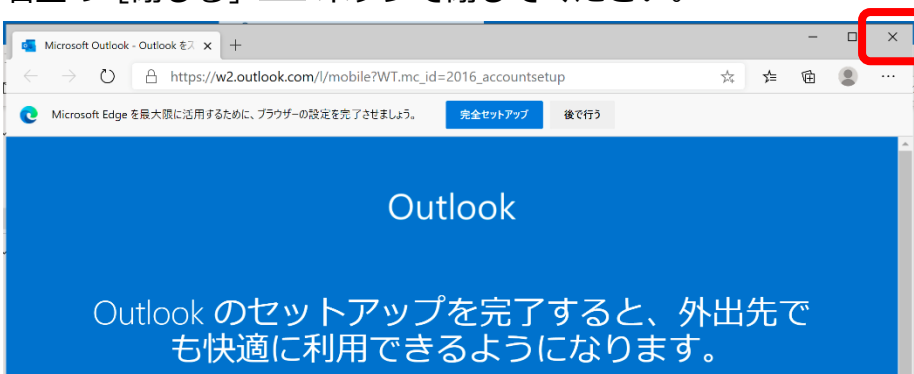 Microsoft Outlook - Outlook をス
https://w2.outlook.com/l/mobile?WT.mc_id=2016_accountsetup
Microsoft Edge を最大限に活用するために、ブラウザーの設定を完了させましょう。 完全セットアップ 後で行う
Outlook
Outlook のセットアップを完了すると、外出先で
も快適に利用できるようになります。